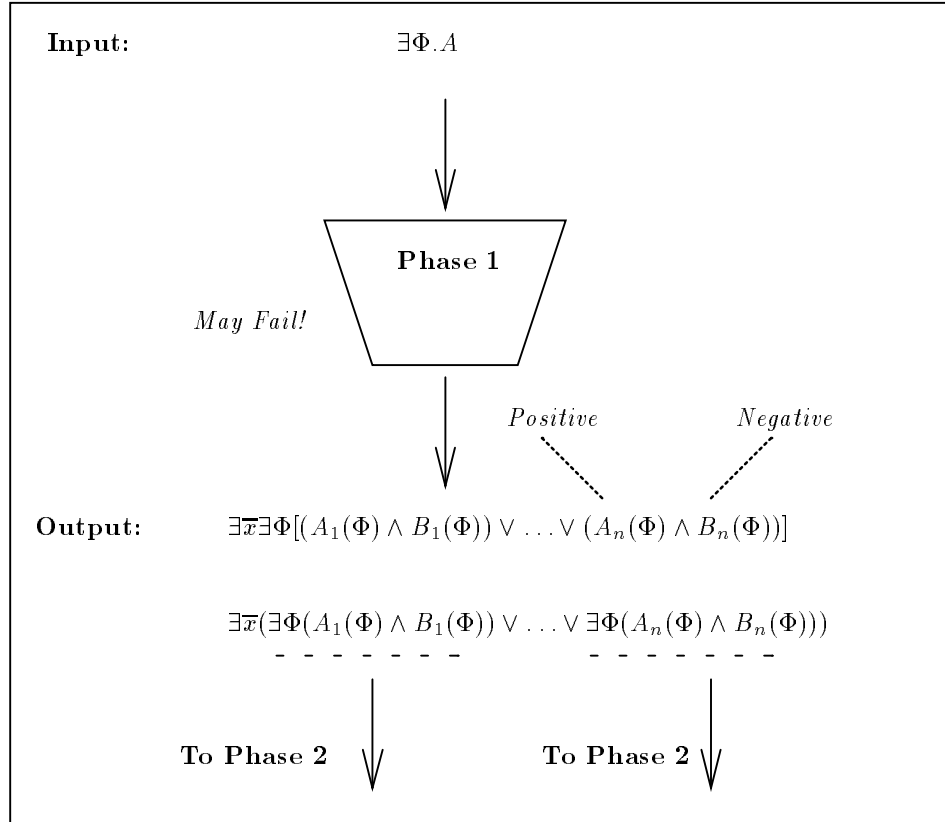 Input: ∃Φ.A
Phase 1
May Fail!
Positive Negative
Output: ∃x̅∃Φ[(A₁(Φ) ∧ B₁(Φ)) ∨ … ∨ (Aₙ(Φ) ∧ Bₙ(Φ))]
∃x̅(∃Φ(A₁(Φ) ∧ B₁(Φ)) ∨ … ∨ ∃Φ(Aₙ(Φ) ∧ Bₙ(Φ)))
To Phase 2 To Phase 2